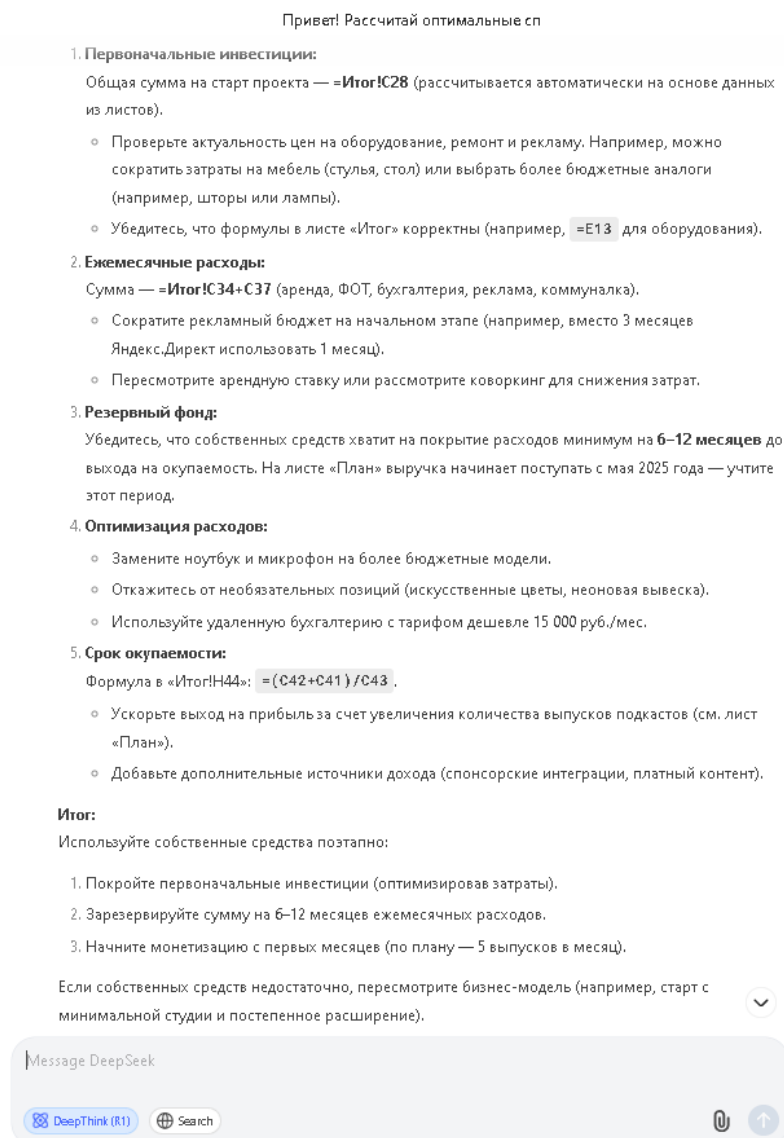 Привет! Рассчитай оптимальные сп
1. Первоначальные инвестиции:
Общая сумма на старт проекта — =Итог!C28 (рассчитывается автоматически на основе данных
из листов).
Проверьте актуальность цен на оборудование, ремонт и рекламу. Например, можно
сократить затраты на мебель (стулья, стол) или выбрать более бюджетные аналоги
(например, шторы или лампы).
Убедитесь, что формулы в листе «Итог» корректны (например, =E13 для оборудования).
2. Ежемесячные расходы:
Сумма — =Итог!C34+C37 (аренда, ФОТ, бухгалтерия, реклама, коммуналка).
Сократите рекламный бюджет на начальном этапе (например, вместо 3 месяцев
Яндекс.Директ использовать 1 месяц).
Пересмотрите арендную ставку или рассмотрите коворкинг для снижения затрат.
3. Резервный фонд:
Убедитесь, что собственных средств хватит на покрытие расходов минимум на 6–12 месяцев до
выхода на окупаемость. На листе «План» выручка начинает поступать с мая 2025 года — учтите
этот период.
4. Оптимизация расходов:
Замените ноутбук и микрофон на более бюджетные модели.
Откажитесь от необязательных позиций (искусственные цветы, неоновая вывеска).
Используйте удаленную бухгалтерию с тарифом дешевле 15 000 руб./мес.
5. Срок окупаемости:
Формула в «Итог!H44»: =(C42+C41)/C43.
Ускорьте выход на прибыль за счет увеличения количества выпусков подкастов (см. лист
«План»).
Добавьте дополнительные источники дохода (спонсорские интеграции, платный контент).
Итог:
Используйте собственные средства поэтапно:
1. Покройте первоначальные инвестиции (оптимизировав затраты).
2. Зарезервируйте сумму на 6–12 месяцев ежемесячных расходов.
3. Начните монетизацию с первых месяцев (по плану — 5 выпусков в месяц).
Если собственных средств недостаточно, пересмотрите бизнес-модель (например, старт с
минимальной студии и постепенное расширение).
Message DeepSeek
DeepThink (R1) Search